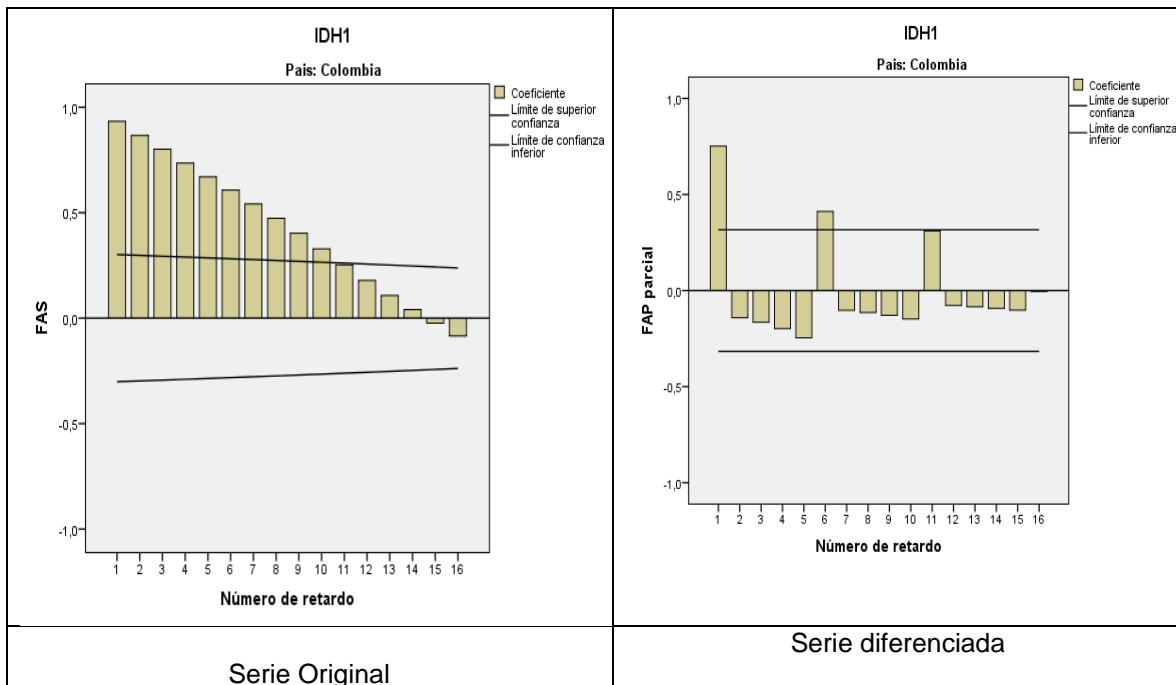 IDH1
Pais: Colombia
Coeficiente
Límite de superior
confianza
Límite de confianza
inferior
FAS
1,0
0,5
0,0
-0,5
-1,0
1 2 3 4 5 6 7 8 9 10 11 12 13 14 15 16
Número de retardo
Serie Original
IDH1
Pais: Colombia
Coeficiente
Límite de superior
confianza
Límite de confianza
inferior
FAP parcial
1,0
0,5
0,0
-0,5
-1,0
1 2 3 4 5 6 7 8 9 10 11 12 13 14 15 16
Número de retardo
Serie diferenciada